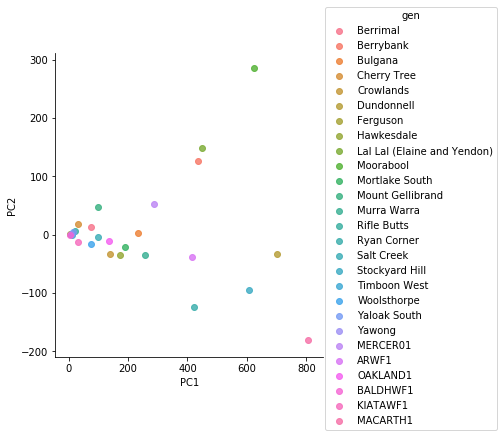 gen
Berrimal
Berrybank
Bulgana
Cherry Tree
Crowlands
Dundonnell
Ferguson
Hawkesdale
Lal Lal (Elaine and Yendon)
Moorabool
Mortlake South
Mount Gellibrand
Murra Warra
Rifle Butts
Ryan Corner
Salt Creek
Stockyard Hill
Timboon West
Woolsthorpe
Yaloak South
Yawong
MERCER01
ARWF1
OAKLAND1
BALDHWF1
KIATAWF1
MACARTH1
300
200
100
0
−100
−200
PC2
0 200 400 600 800
PC1